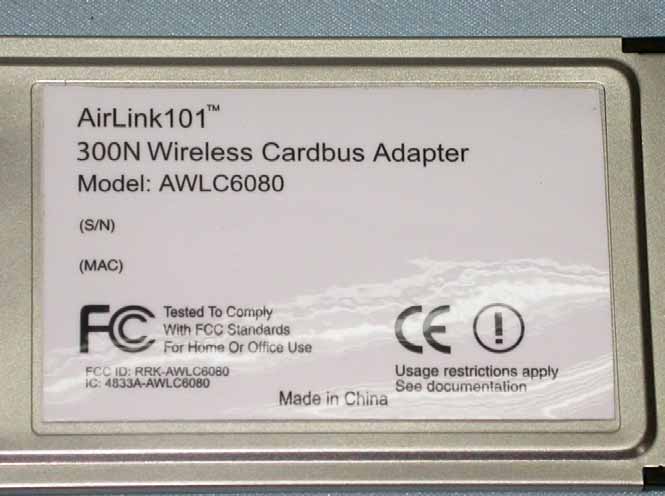 AirLink101™
300N Wireless Cardbus Adapter
Model: AWLC6080
(S/N)
(MAC)
FC Tested To Comply
With FCC Standards
For Home Or Office Use
FCC ID: RRK-AWLC6080
IC: 4833A-AWLC6080
CE !
Usage restrictions apply
See documentation
Made in China